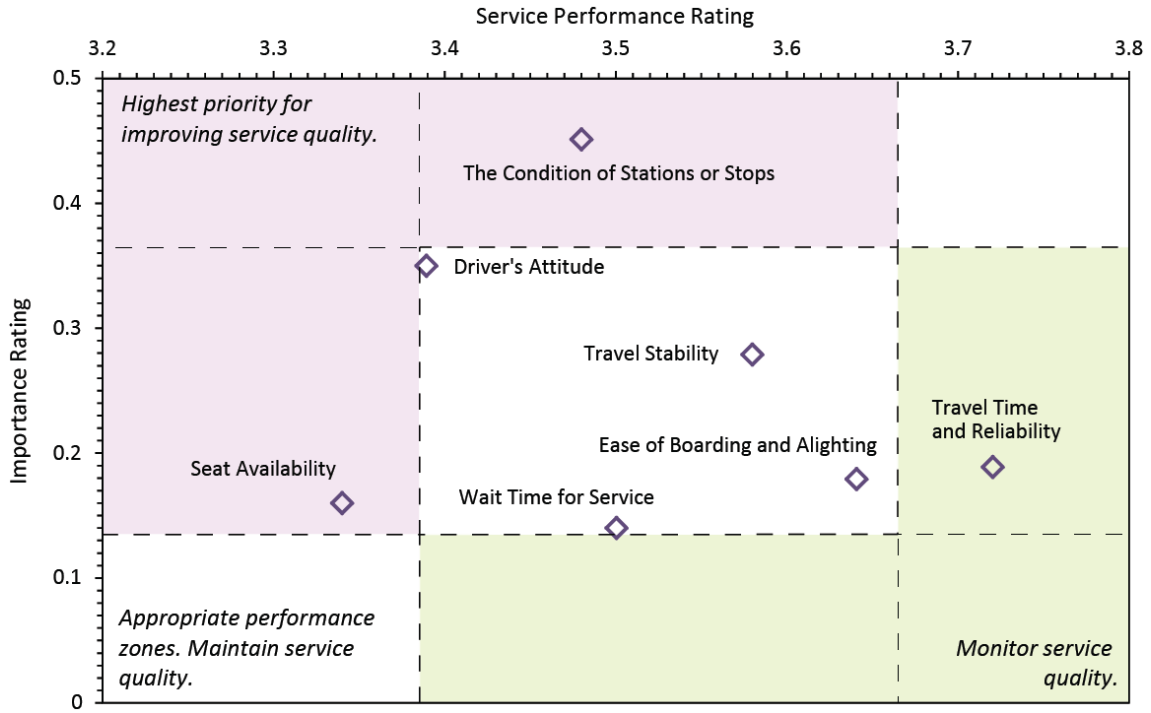 Service Performance Rating
3.2 3.3 3.4 3.5 3.6 3.7 3.8
0.5
Highest priority for
improving service quality.
The Condition of Stations or Stops
0.4
Driver's Attitude
Importance Rating
0.3
Travel Stability
Travel Time
and Reliability
Ease of Boarding and Alighting
0.2
Seat Availability
Wait Time for Service
0.1
Appropriate performance
zones. Maintain service
quality.
Monitor service
quality.
0